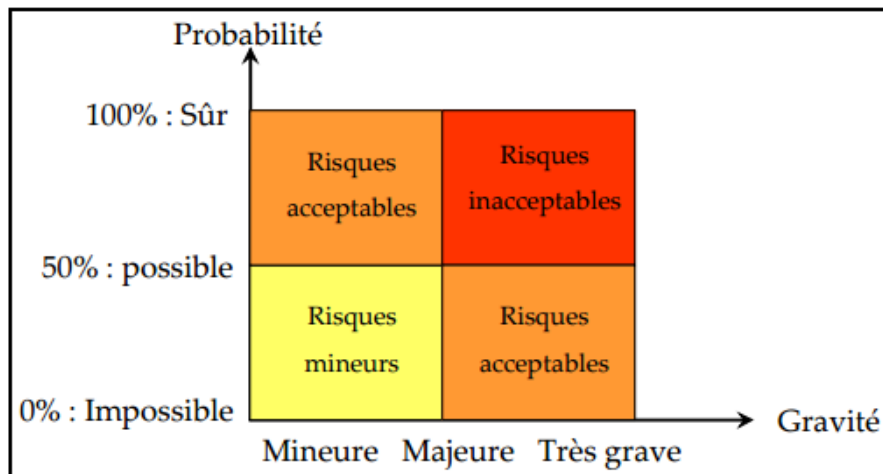 Probabilité
100% : Sûr
Risques
acceptables
Risques
inacceptables
50% : possible
Risques
mineurs
Risques
acceptables
0% : Impossible
Gravité
Mineure Majeure Très grave